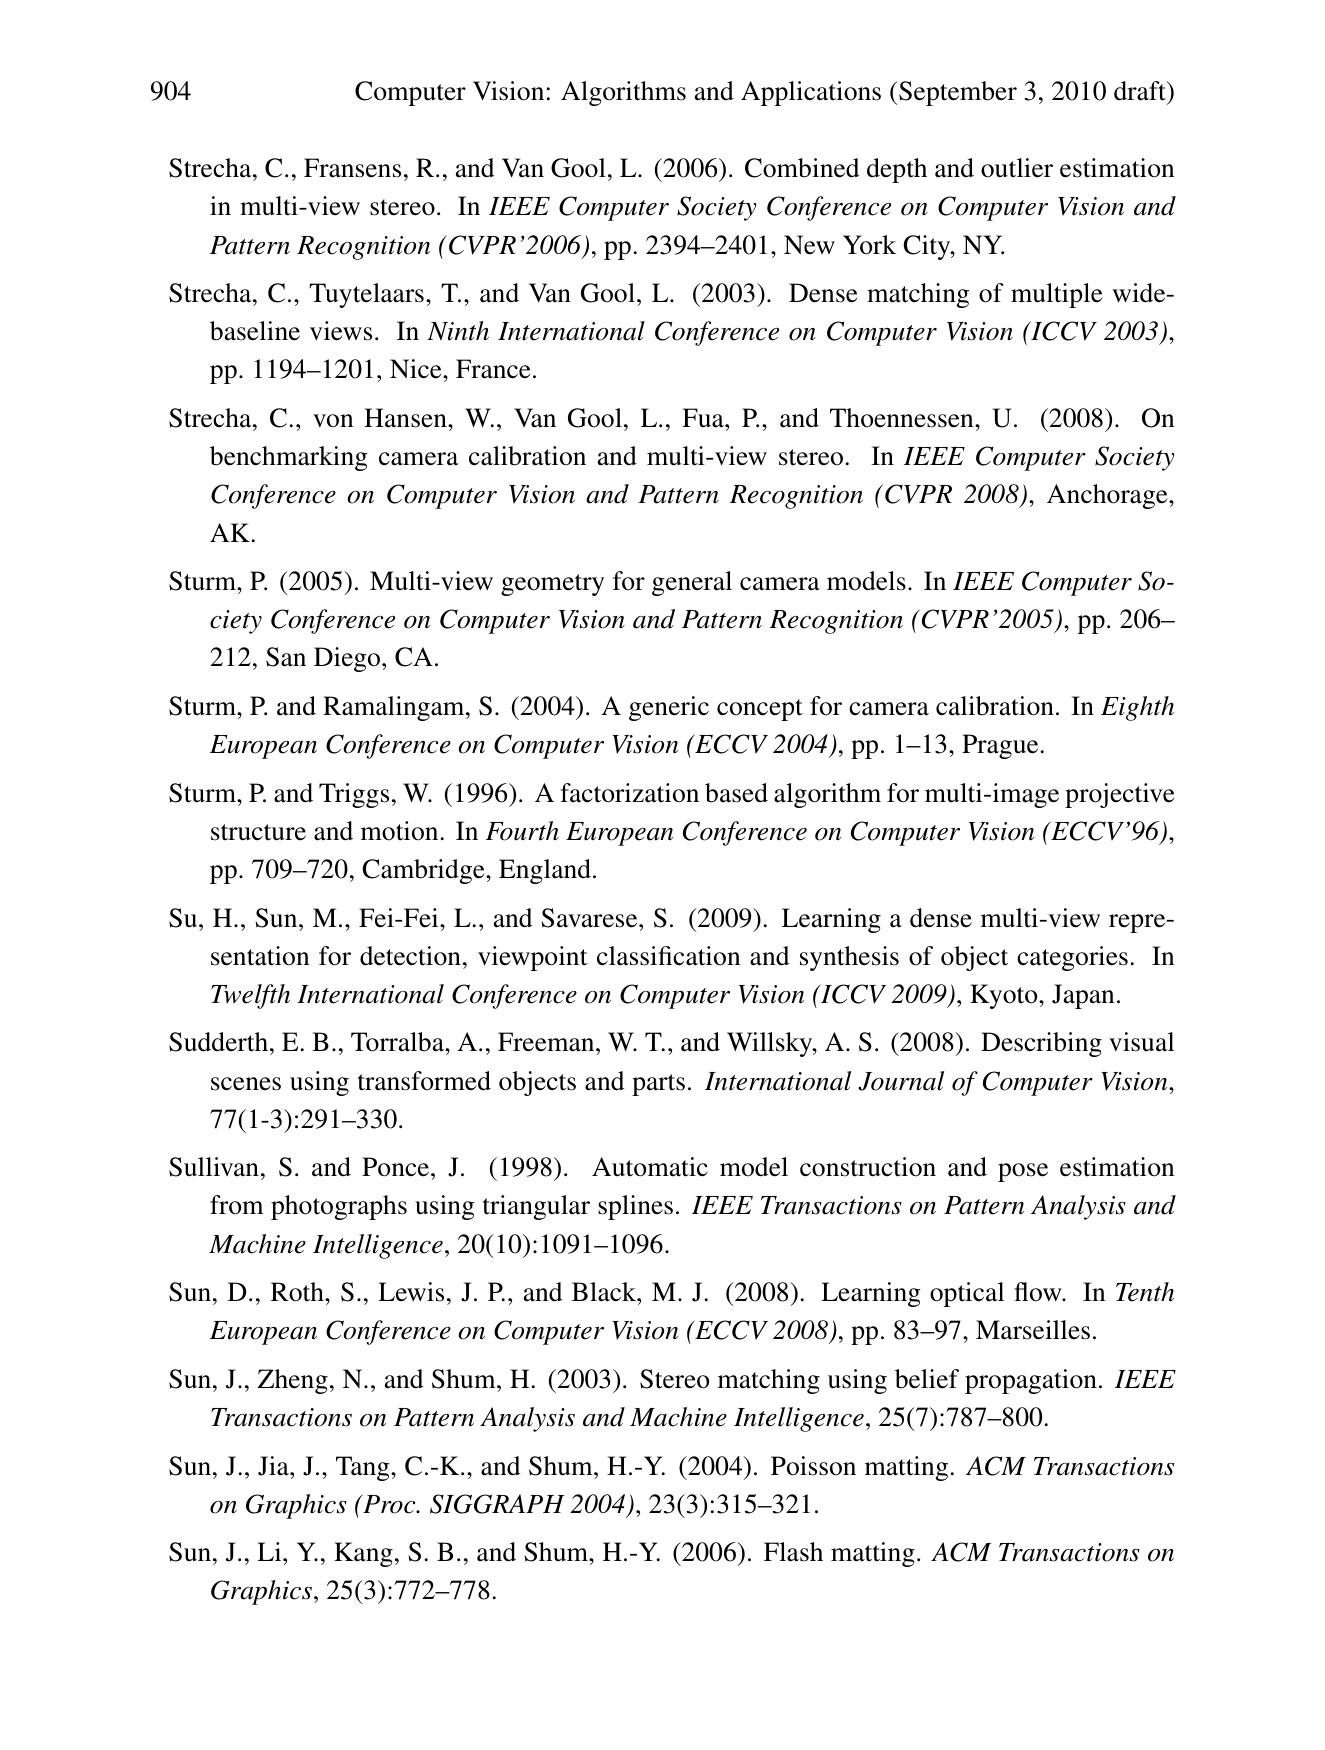 904 Computer Vision: Algorithms and Applications (September 3, 2010 draft)
Strecha, C., Fransens, R., and Van Gool, L. (2006). Combined depth and outlier estimation
in multi-view stereo. In IEEE Computer Society Conference on Computer Vision and
Pattern Recognition (CVPR’2006), pp. 2394–2401, New York City, NY.
Strecha, C., Tuytelaars, T., and Van Gool, L. (2003). Dense matching of multiple wide-
baseline views. In Ninth International Conference on Computer Vision (ICCV 2003),
pp. 1194–1201, Nice, France.
Strecha, C., von Hansen, W., Van Gool, L., Fua, P., and Thoennessen, U. (2008). On
benchmarking camera calibration and multi-view stereo. In IEEE Computer Society
Conference on Computer Vision and Pattern Recognition (CVPR 2008), Anchorage,
AK.
Sturm, P. (2005). Multi-view geometry for general camera models. In IEEE Computer So-
ciety Conference on Computer Vision and Pattern Recognition (CVPR’2005), pp. 206–
212, San Diego, CA.
Sturm, P. and Ramalingam, S. (2004). A generic concept for camera calibration. In Eighth
European Conference on Computer Vision (ECCV 2004), pp. 1–13, Prague.
Sturm, P. and Triggs, W. (1996). A factorization based algorithm for multi-image projective
structure and motion. In Fourth European Conference on Computer Vision (ECCV’96),
pp. 709–720, Cambridge, England.
Su, H., Sun, M., Fei-Fei, L., and Savarese, S. (2009). Learning a dense multi-view repre-
sentation for detection, viewpoint classification and synthesis of object categories. In
Twelfth International Conference on Computer Vision (ICCV 2009), Kyoto, Japan.
Sudderth, E. B., Torralba, A., Freeman, W. T., and Willsky, A. S. (2008). Describing visual
scenes using transformed objects and parts. International Journal of Computer Vision,
77(1-3):291–330.
Sullivan, S. and Ponce, J. (1998). Automatic model construction and pose estimation
from photographs using triangular splines. IEEE Transactions on Pattern Analysis and
Machine Intelligence, 20(10):1091–1096.
Sun, D., Roth, S., Lewis, J. P., and Black, M. J. (2008). Learning optical flow. In Tenth
European Conference on Computer Vision (ECCV 2008), pp. 83–97, Marseilles.
Sun, J., Zheng, N., and Shum, H. (2003). Stereo matching using belief propagation. IEEE
Transactions on Pattern Analysis and Machine Intelligence, 25(7):787–800.
Sun, J., Jia, J., Tang, C.-K., and Shum, H.-Y. (2004). Poisson matting. ACM Transactions
on Graphics (Proc. SIGGRAPH 2004), 23(3):315–321.
Sun, J., Li, Y., Kang, S. B., and Shum, H.-Y. (2006). Flash matting. ACM Transactions on
Graphics, 25(3):772–778.